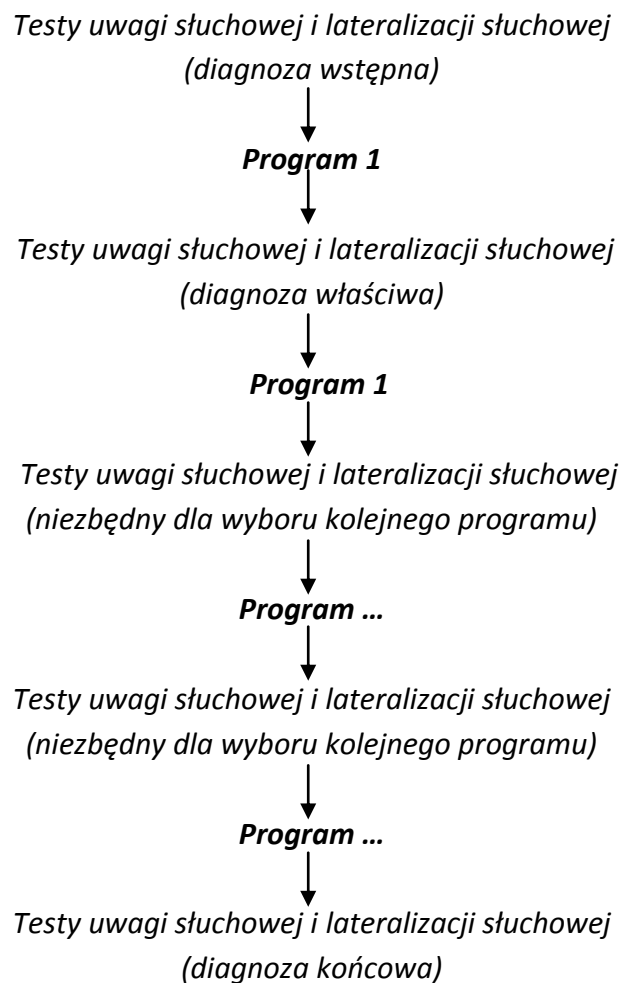 Testy uwagi słuchowej i lateralizacji słuchowej
(diagnoza wstępna)
Program 1
Testy uwagi słuchowej i lateralizacji słuchowej
(diagnoza właściwa)
Program 1
Testy uwagi słuchowej i lateralizacji słuchowej
(niezbędny dla wyboru kolejnego programu)
Program …
Testy uwagi słuchowej i lateralizacji słuchowej
(niezbędny dla wyboru kolejnego programu)
Program …
Testy uwagi słuchowej i lateralizacji słuchowej
(diagnoza końcowa)